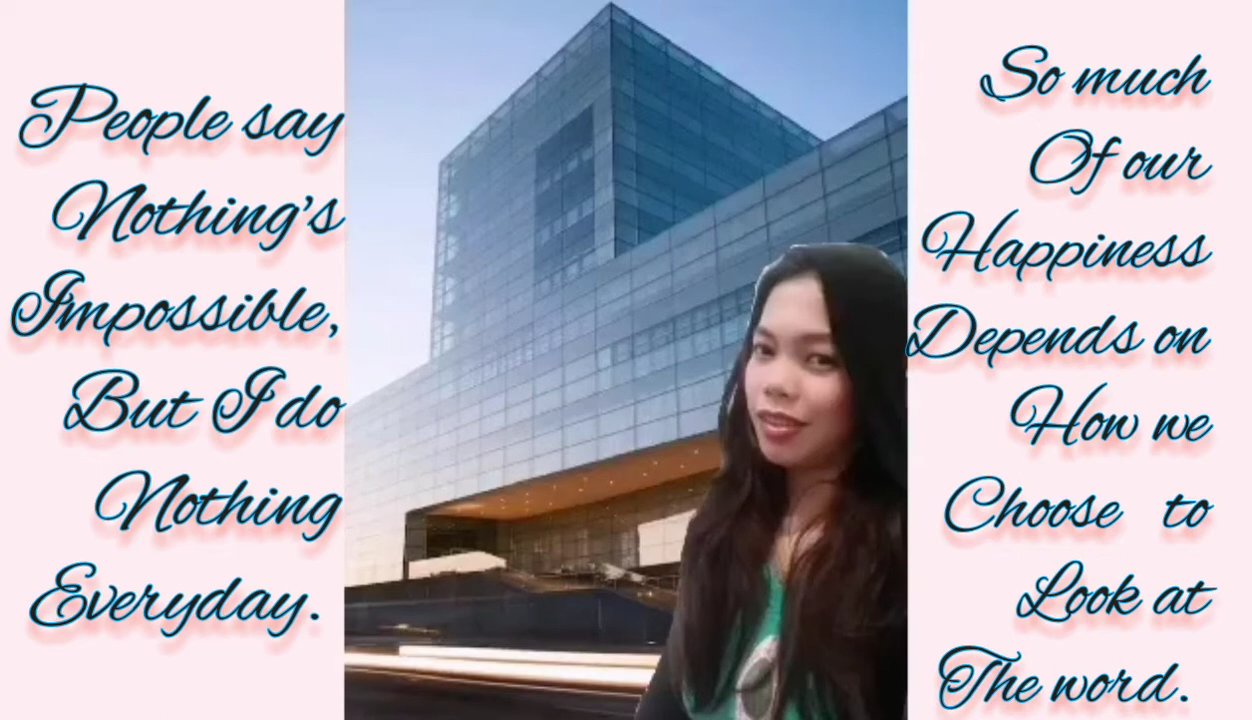 People say
Nothing's
Impossible,
But I do
Nothing
Everyday.
So much
Of our
Happiness
Depends on
How we
Choose to
Look at
The word.